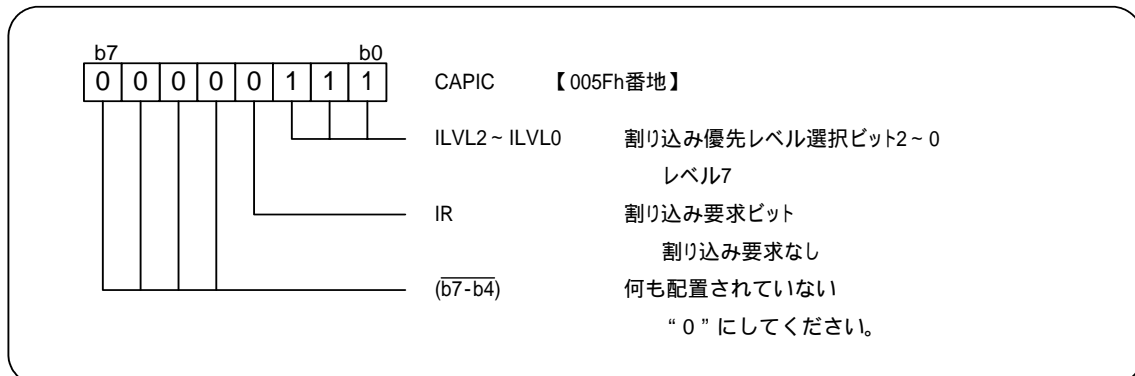 b7 b0
0 0 0 0 0 1 1 1 CAPIC 【005Fh番地】
ILVL2~ILVL0 割り込み優先レベル選択ビット2~0
レベル7
IR 割り込み要求ビット
割り込み要求なし
(b7-b4) 何も配置されていない
“0”にしてください。